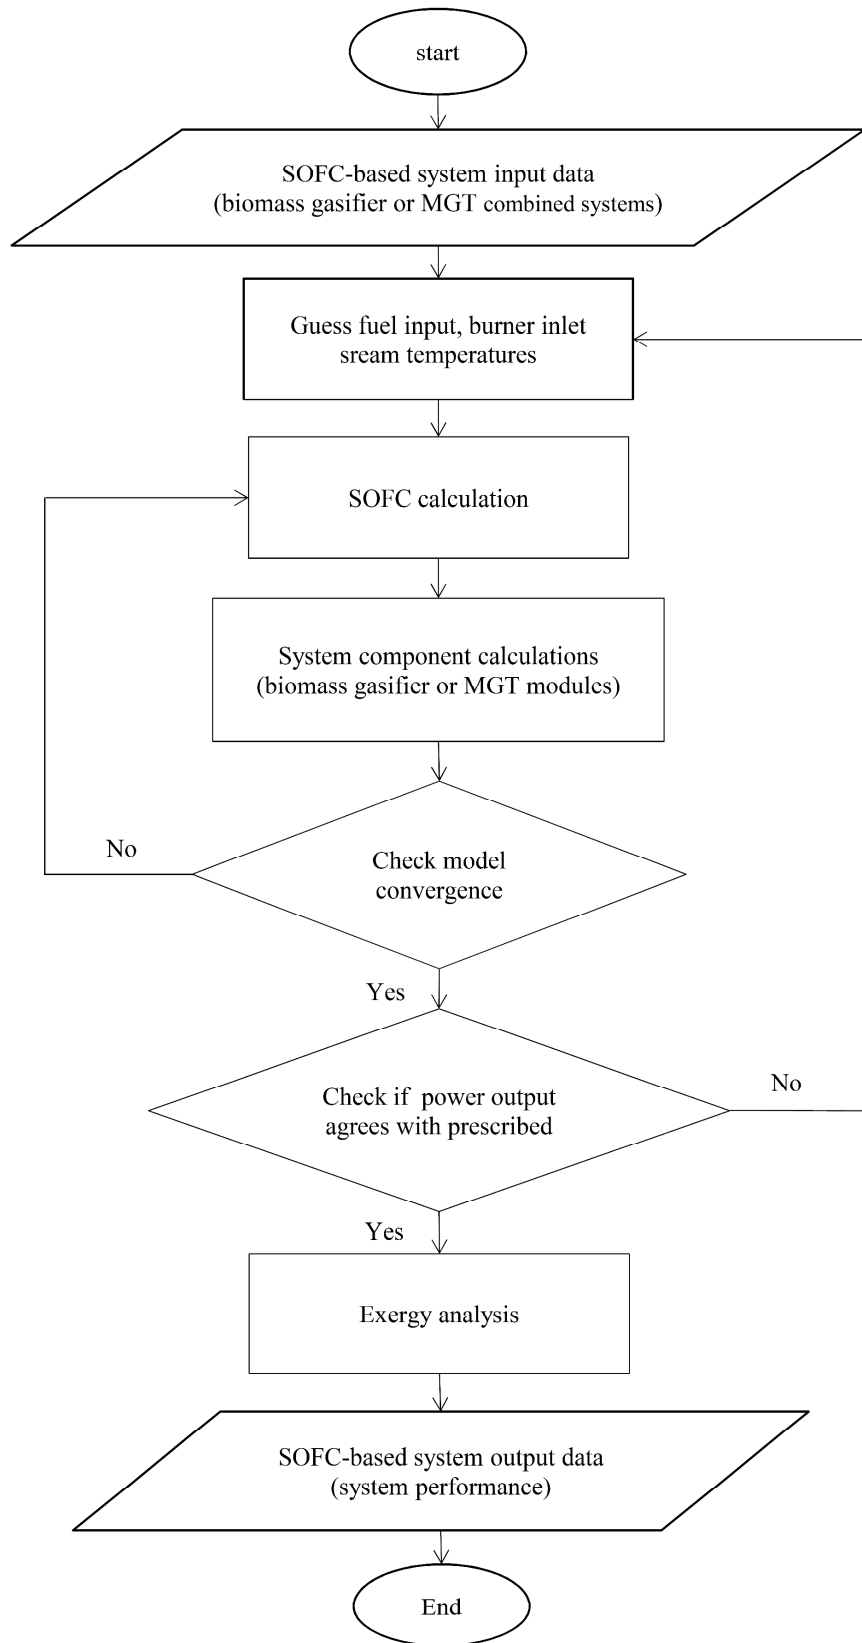 start
SOFC-based system input data
(biomass gasifier or MGT combined systems)
Guess fuel input, burner inlet
sream temperatures
SOFC calculation
System component calculations
(biomass gasifier or MGT modules)
No
Check model
convergence
Yes
Check if power output
agrees with prescribed
No
Yes
Exergy analysis
SOFC-based system output data
(system performance)
End